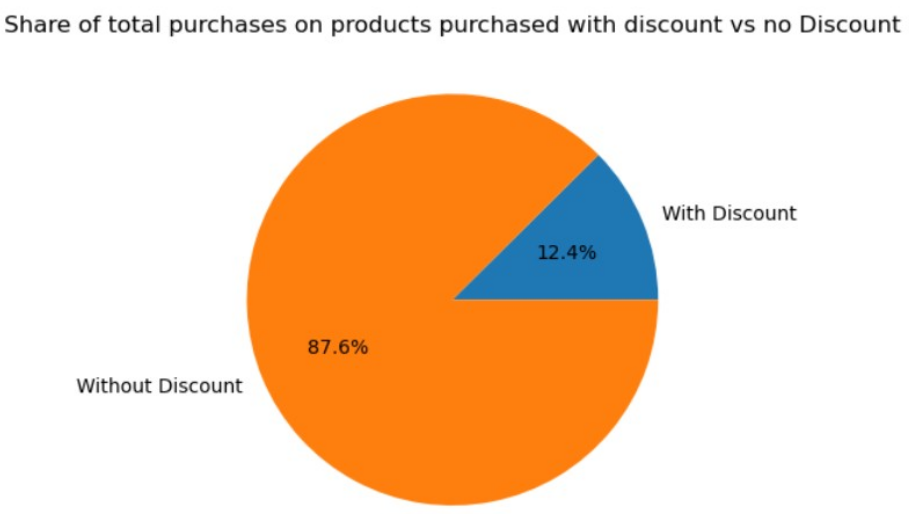 Share of total purchases on products purchased with discount vs no Discount
With Discount
12.4%
87.6%
Without Discount